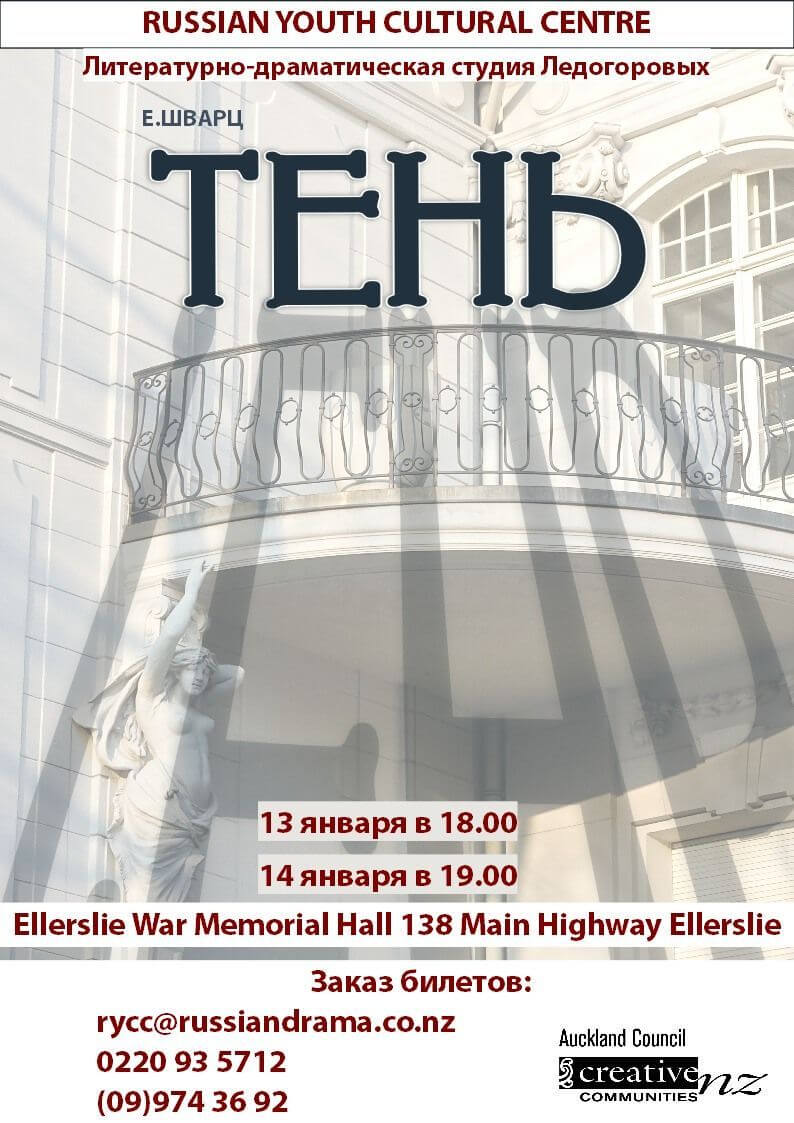 RUSSIAN YOUTH CULTURAL CENTRE
Литературно-драматическая студия Ледогоровых
Е.ШВАРЦ
ТЕНЬ
13 января в 18.00
14 января в 19.00
Ellerslie War Memorial Hall 138 Main Highway Ellerslie
Заказ билетов:
rycc@russiandrama.co.nz
0220 93 5712
(09)974 36 92
Auckland Council
creative nz
COMMUNITIES